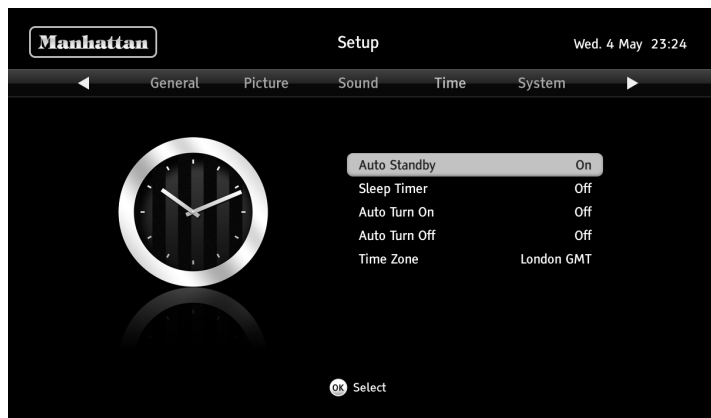 Manhattan Setup Wed. 4 May 23:24
General Picture Sound Time System
Auto Standby On
Sleep Timer Off
Auto Turn On Off
Auto Turn Off Off
Time Zone London GMT
OK Select